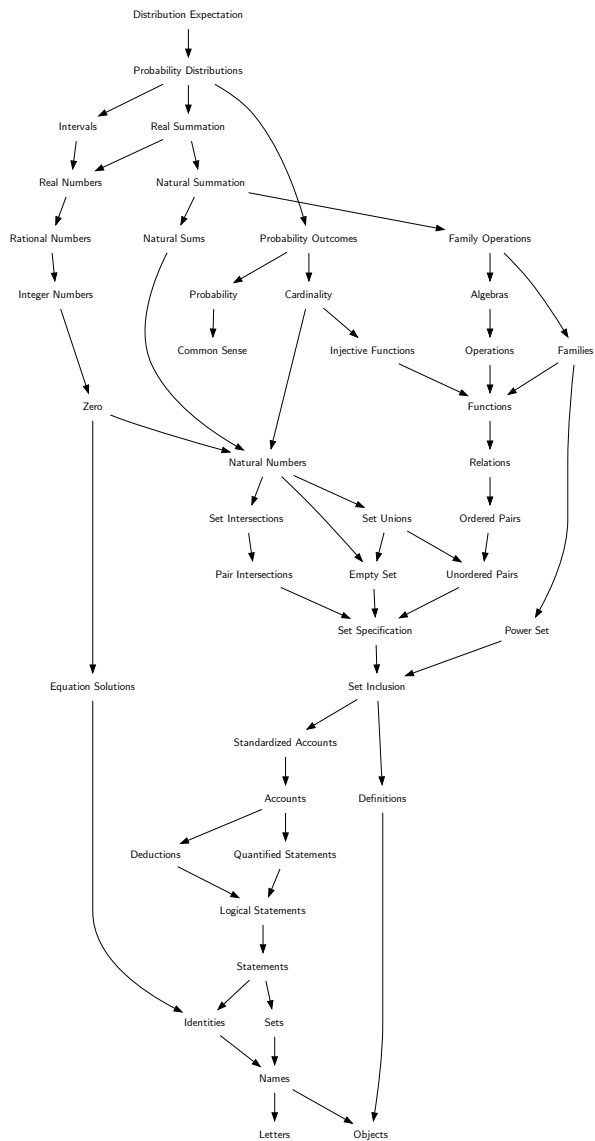 Distribution Expectation
Probability Distributions
Intervals
Real Summation
Real Numbers
Natural Summation
Rational Numbers
Natural Sums
Probability Outcomes
Family Operations
Integer Numbers
Probability
Cardinality
Algebras
Common Sense
Injective Functions
Operations
Families
Zero
Functions
Natural Numbers
Relations
Set Intersections
Set Unions
Ordered Pairs
Pair Intersections
Empty Set
Unordered Pairs
Set Specification
Power Set
Equation Solutions
Set Inclusion
Standardized Accounts
Accounts
Definitions
Deductions
Quantified Statements
Logical Statements
Statements
Identities
Sets
Names
Letters
Objects